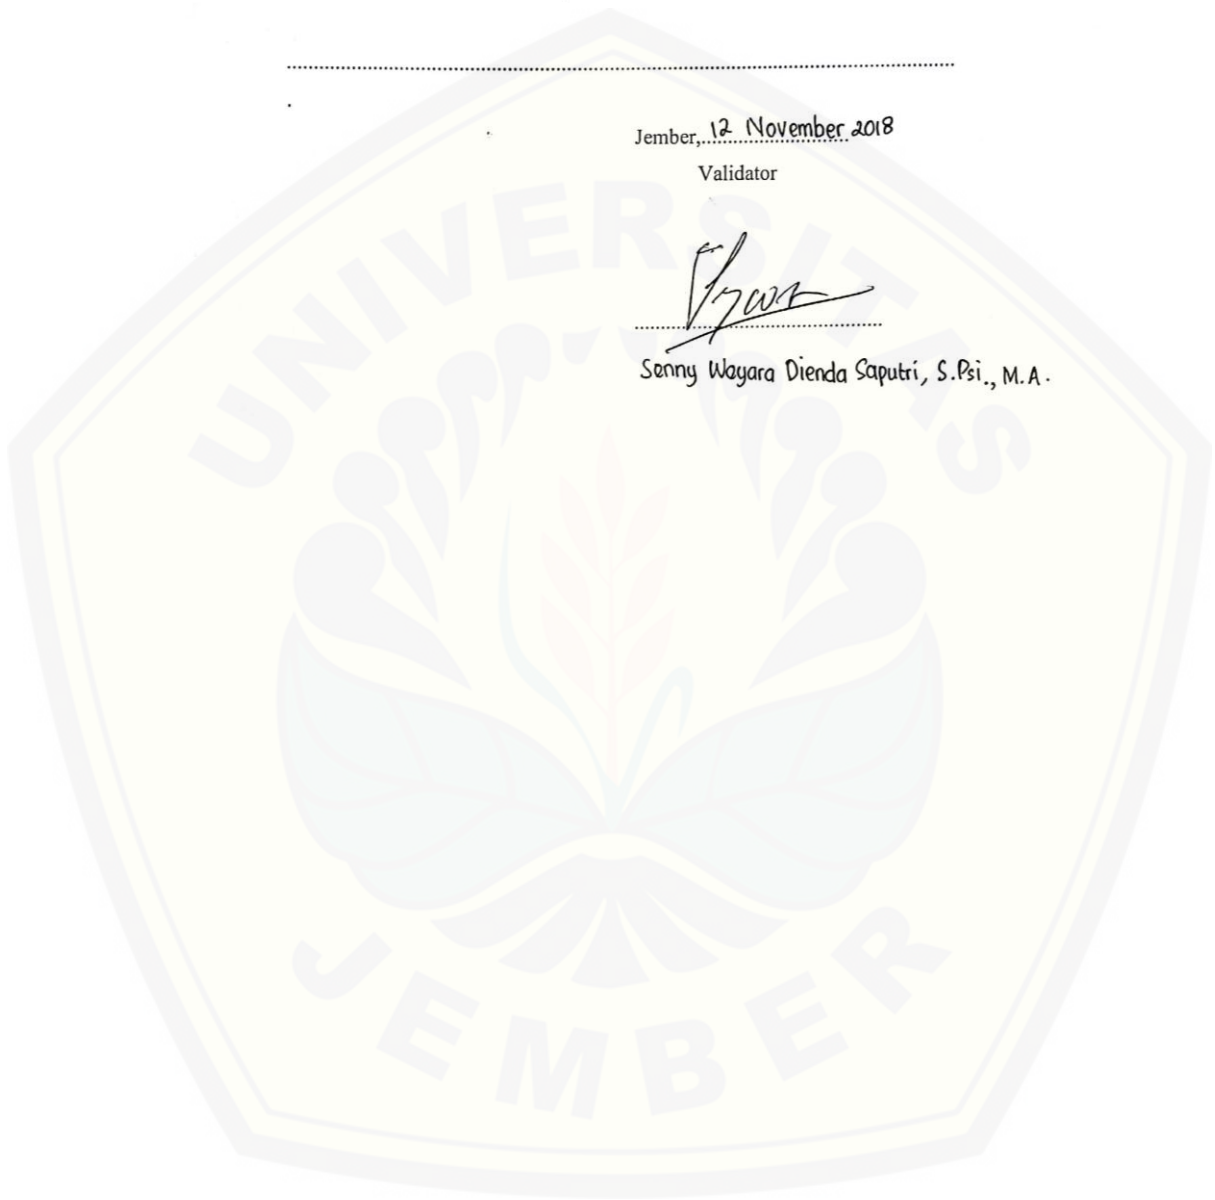 Jember, 12 November 2018
Validator
Senny Weyara Dienda Saputri, S.Psi., M.A.
UNIVERSITAS
JEMBER